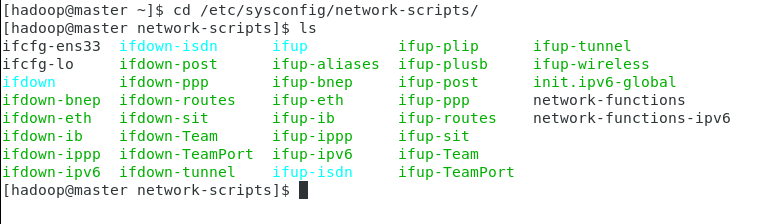 [hadoop@master ~]$ cd /etc/sysconfig/network-scripts/
[hadoop@master network-scripts]$ ls
ifcfg-ens33  ifdown-isdn      ifup          ifup-plip      ifup-tunnel
ifcfg-lo     ifdown-post      ifup-aliases  ifup-plusb     ifup-wireless
ifdown       ifdown-ppp       ifup-bnep     ifup-post      init.ipv6-global
ifdown-bnep  ifdown-routes    ifup-eth      ifup-ppp       network-functions
ifdown-eth   ifdown-sit       ifup-ib       ifup-routes    network-functions-ipv6
ifdown-ib    ifdown-Team      ifup-ippp     ifup-sit
ifdown-ippp  ifdown-TeamPort  ifup-ipv6     ifup-Team
ifdown-ipv6  ifdown-tunnel    ifup-isdn     ifup-TeamPort
[hadoop@master network-scripts]$